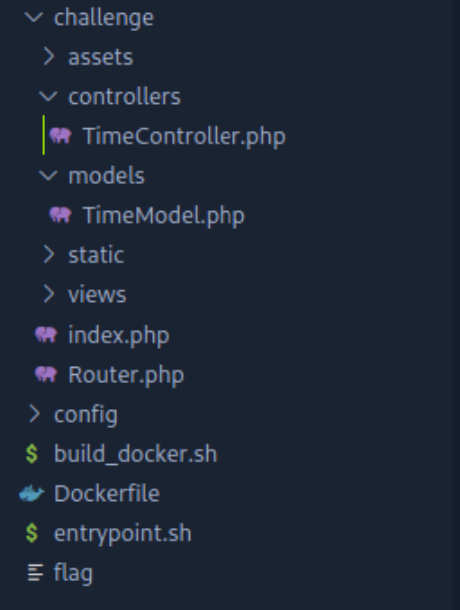 challenge
assets
controllers
TimeController.php
models
TimeModel.php
static
views
index.php
Router.php
config
$ build_docker.sh
Dockerfile
$ entrypoint.sh
flag